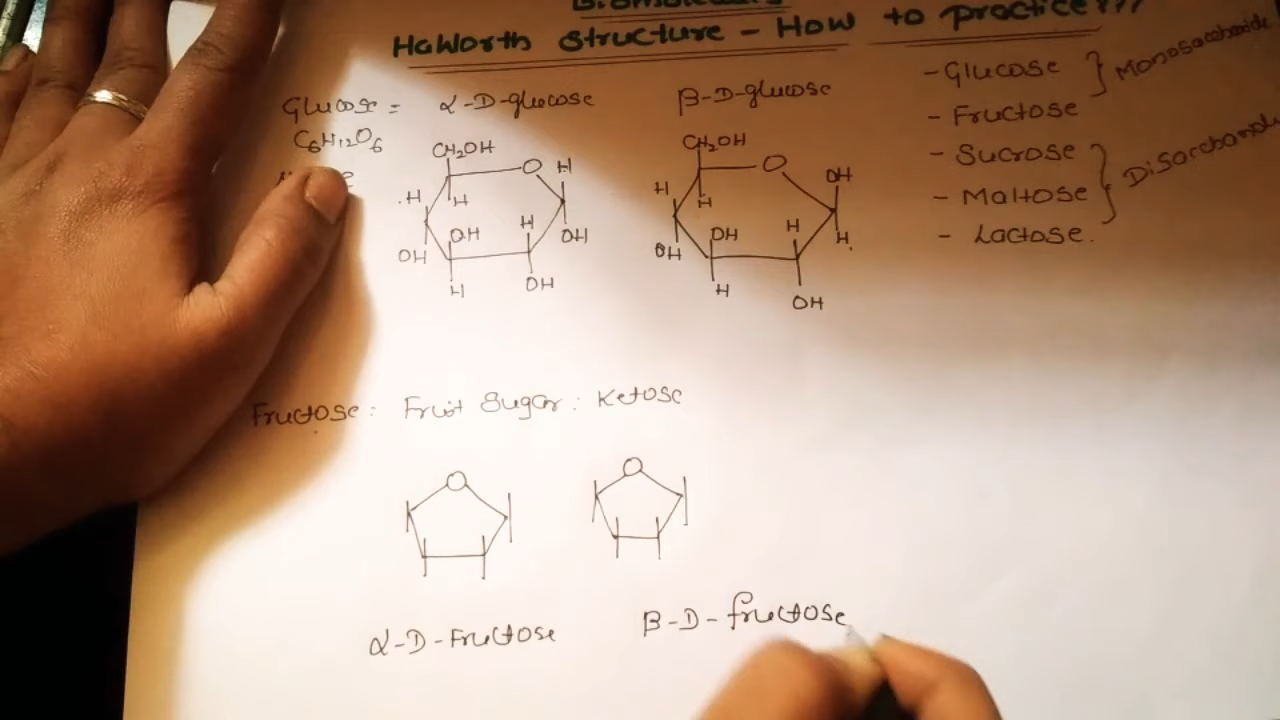 Biomolecules
Haworth Structure - How to practice???
Glucose = α-D-glucose β-D-glucose
C6H12O6
- Glucose
- Fructose
- Sucrose
- Maltose
- Lactose.
} Monosaccharide
} Disaccharide
CH2OH
O H
H H
OH H
OH OH
H OH
CH2OH
O OH
H H
OH H
OH H
H OH
Fructose : Fruit Sugar : Ketose
O O
α-D-Fructose β-D-fructose